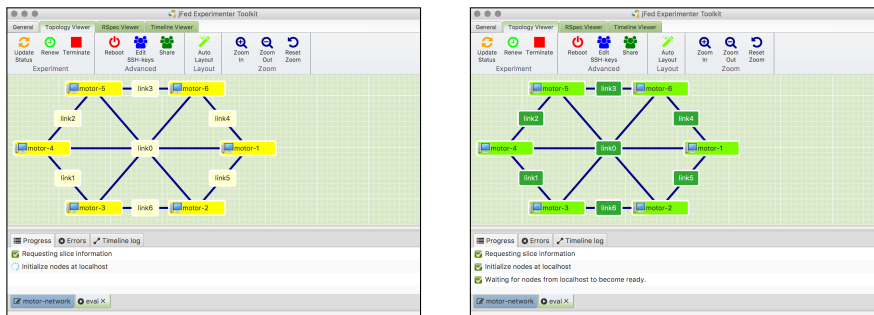 jFed Experimenter Toolkit
General Topology Viewer RSpec Viewer Timeline Viewer
Update Status Renew Terminate Reboot Edit SSH-keys Share Auto Layout Zoom In Zoom Out Reset Zoom
Experiment Advanced Layout Zoom
motor-5 link3 motor-6
link2 link4
motor-4 link0 motor-1
link1 link5
motor-3 link6 motor-2
Progress Errors Timeline log
Requesting slice information
Initialize nodes at localhost
motor-network eval ×
jFed Experimenter Toolkit
General Topology Viewer RSpec Viewer Timeline Viewer
Update Status Renew Terminate Reboot Edit SSH-keys Share Auto Layout Zoom In Zoom Out Reset Zoom
Experiment Advanced Layout Zoom
motor-5 link3 motor-6
link2 link4
motor-4 link0 motor-1
link1 link5
motor-3 link6 motor-2
Progress Errors Timeline log
Requesting slice information
Initialize nodes at localhost
Waiting for nodes from localhost to become ready.
motor-network eval ×